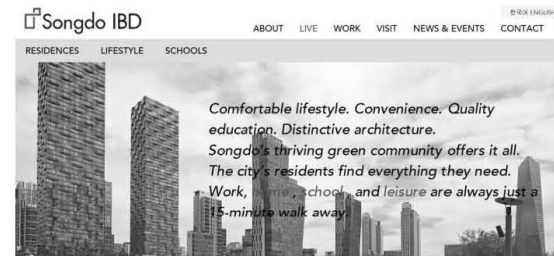 한국어 ENGLISH
Songdo IBD
ABOUT LIVE WORK VISIT NEWS & EVENTS CONTACT
RESIDENCES LIFESTYLE SCHOOLS
Comfortable lifestyle. Convenience. Quality
education. Distinctive architecture.
Songdo's thriving green community offers it all.
The city's residents find everything they need.
Work, home, school, and leisure are always just a
15-minute walk away.